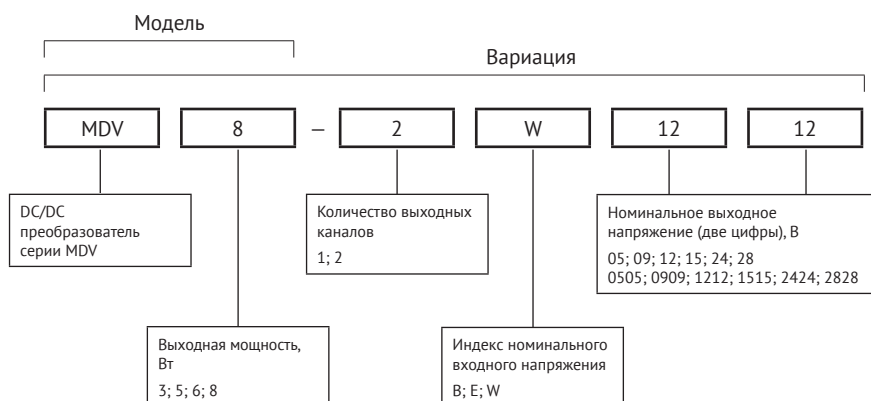 Модель
Вариация
MDV 8 – 2 W 12 12
DC/DC
преобразователь
серии MDV
Количество выходных
каналов
1; 2
Номинальное выходное
напряжение (две цифры), В
05; 09; 12; 15; 24; 28
0505; 0909; 1212; 1515; 2424; 2828
Выходная мощность,
Вт
3; 5; 6; 8
Индекс номинального
входного напряжения
В; Е; W